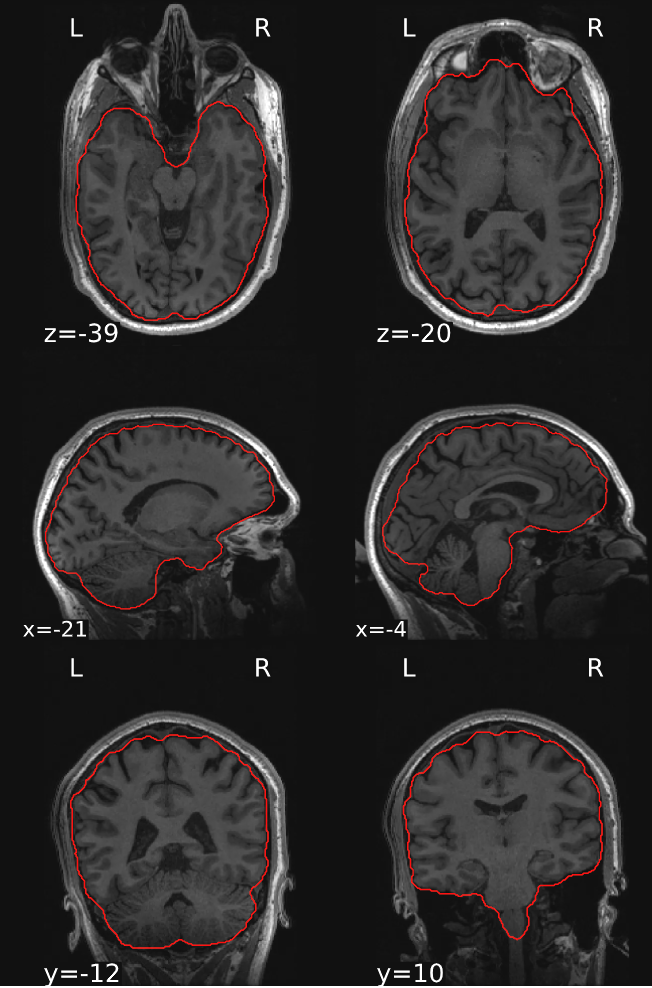 L R L R
z=-39 z=-20
x=-21 x=-4
L R L R
y=-12 y=10